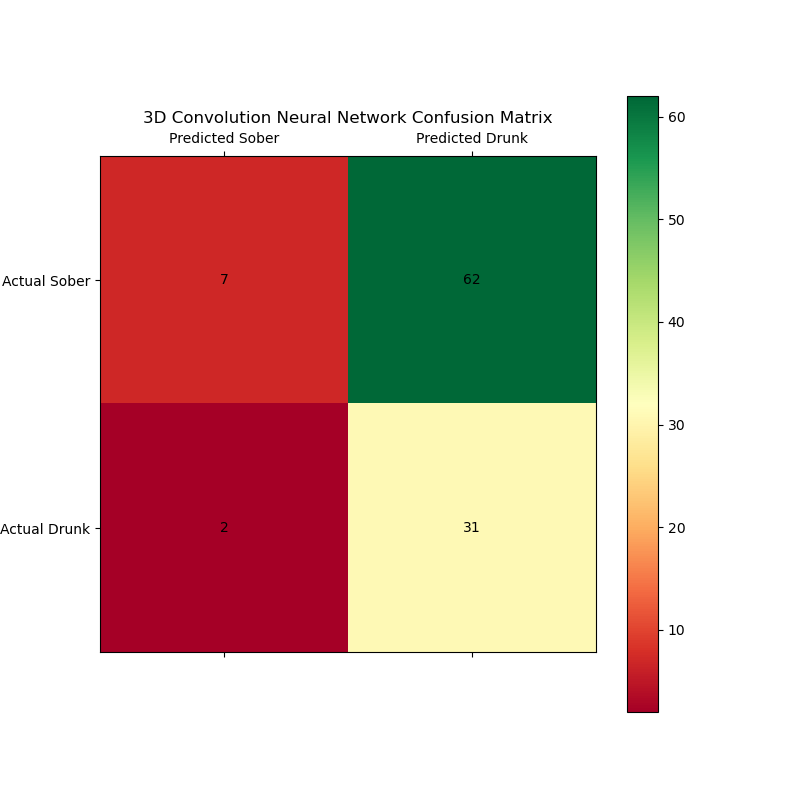 3D Convolution Neural Network Confusion Matrix
Predicted Sober Predicted Drunk
Actual Sober 7 62
Actual Drunk 2 31
60
50
40
30
20
10